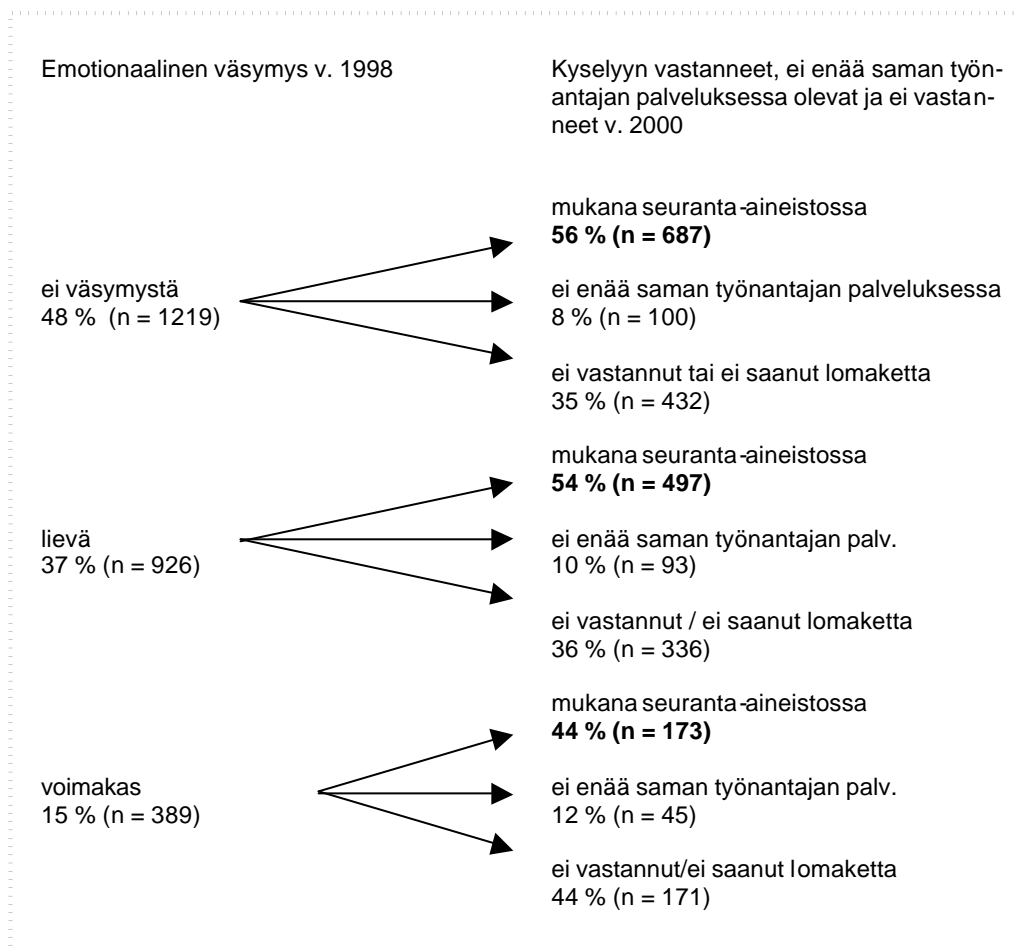 Emotionaalinen väsymys v. 1998
Kyselyyn vastanneet, ei enää saman työn-
antajan palveluksessa olevat ja ei vastan-
neet v. 2000
mukana seuranta-aineistossa
56 % (n = 687)
ei väsymystä
48 % (n = 1219)
ei enää saman työnantajan palveluksessa
8 % (n = 100)
ei vastannut tai ei saanut lomaketta
35 % (n = 432)
mukana seuranta-aineistossa
54 % (n = 497)
lievä
37 % (n = 926)
ei enää saman työnantajan palv.
10 % (n = 93)
ei vastannut / ei saanut lomaketta
36 % (n = 336)
mukana seuranta-aineistossa
44 % (n = 173)
voimakas
15 % (n = 389)
ei enää saman työnantajan palv.
12 % (n = 45)
ei vastannut/ei saanut lomaketta
44 % (n = 171)